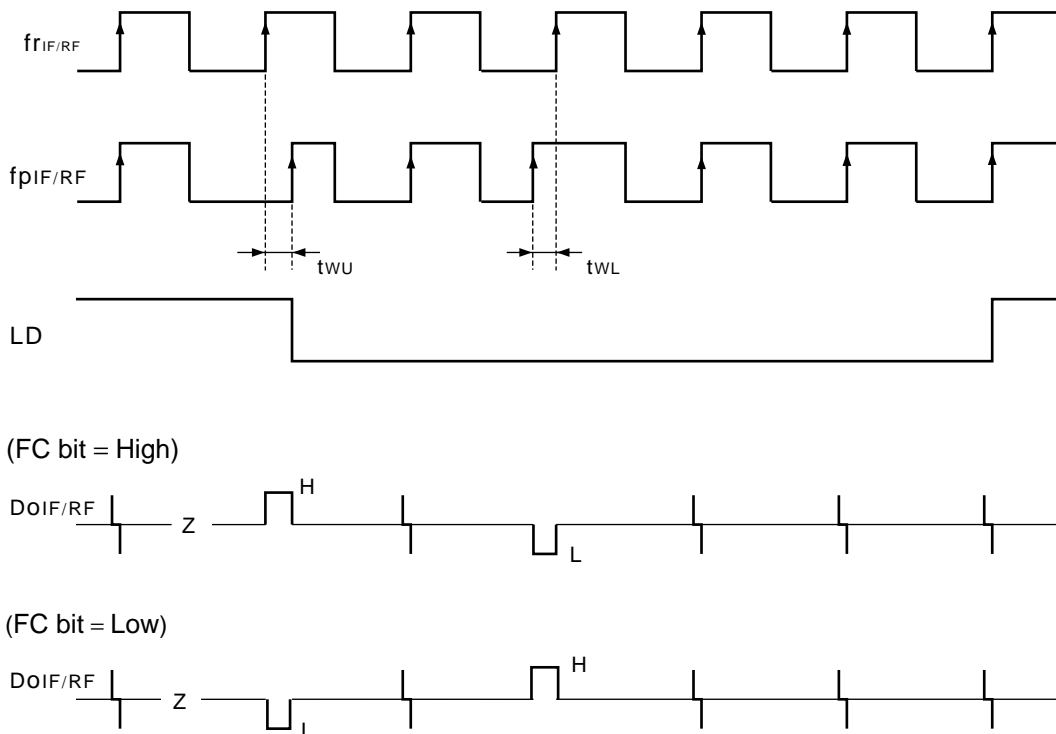 frIF/RF
fpIF/RF
tWU
tWL
LD
(FC bit = High)
DoIF/RF
Z
H
L
(FC bit = Low)
DoIF/RF
Z
H